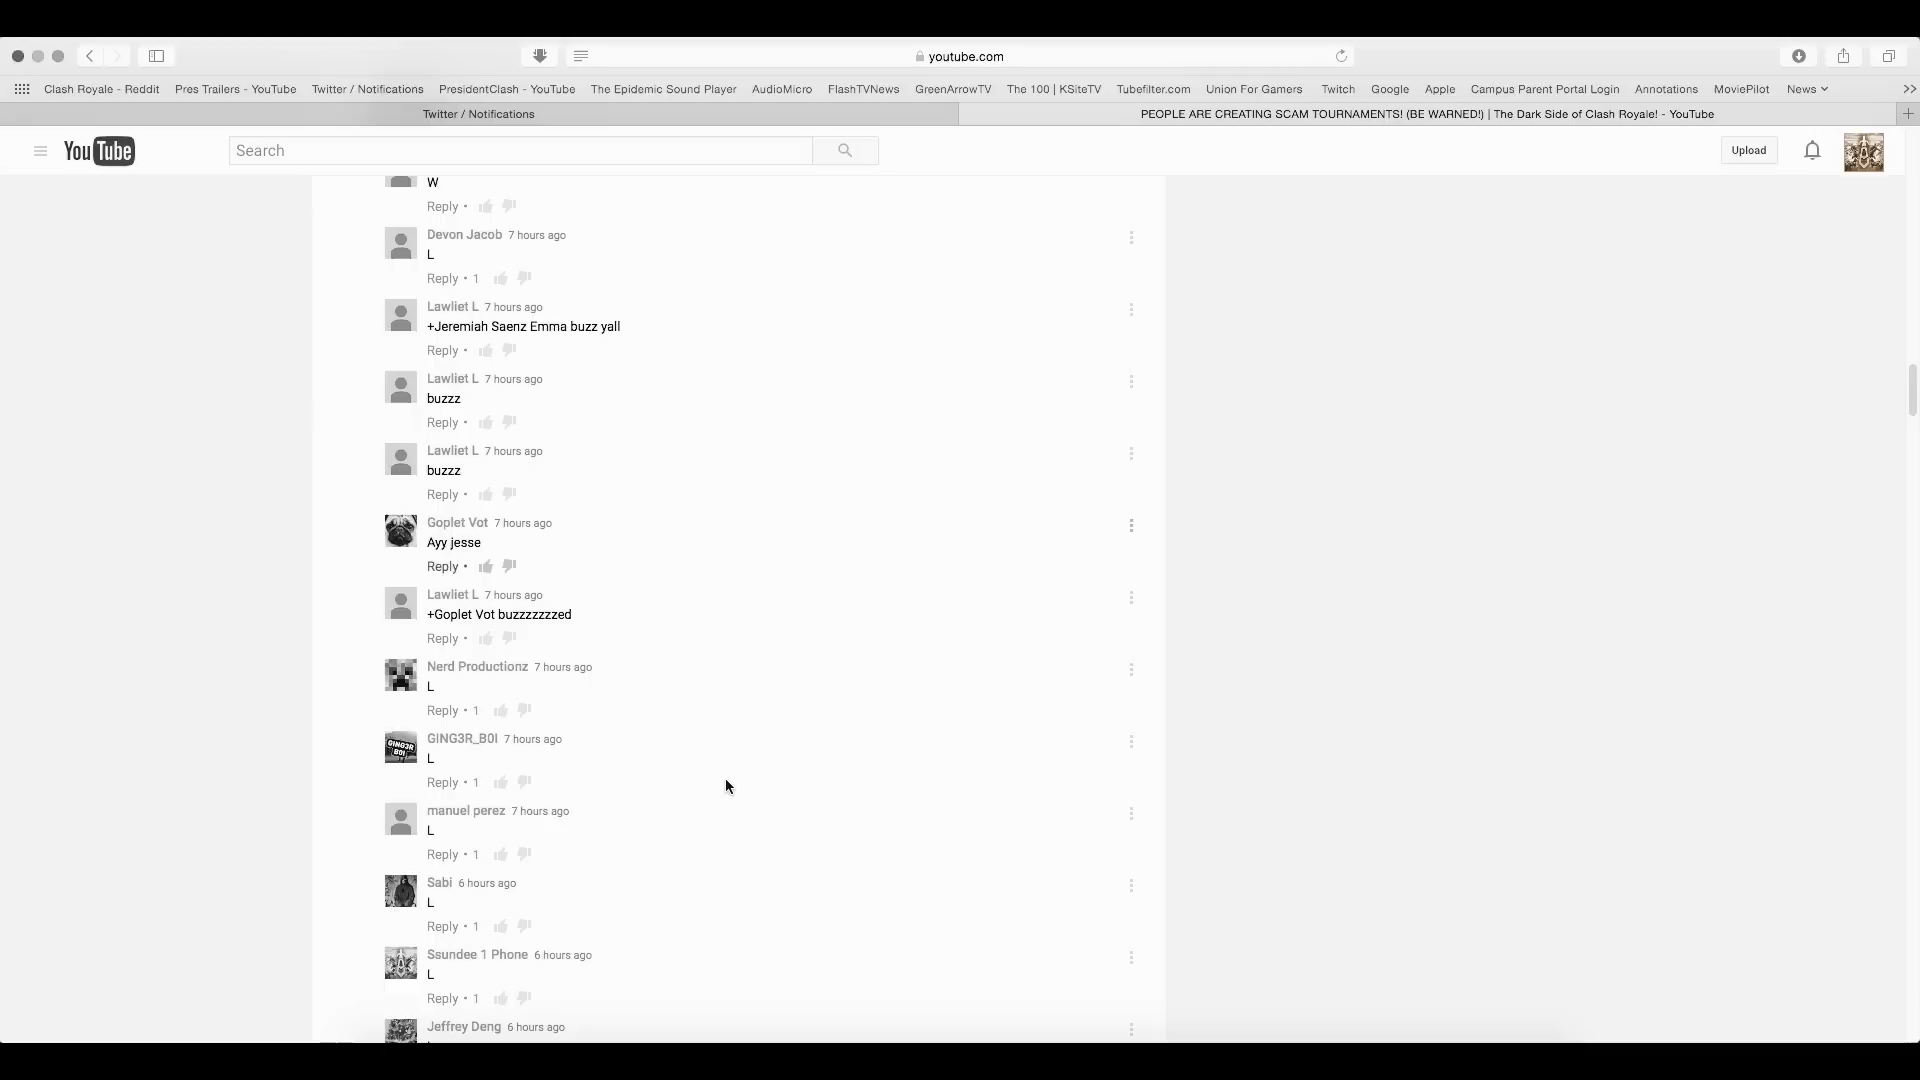 youtube.com
Clash Royale - Reddit Pres Trailers - YouTube Twitter / Notifications PresidentClash - YouTube The Epidemic Sound Player AudioMicro FlashTVNews GreenArrowTV The 100 | KSiteTV Tubefilter.com Union For Gamers Twitch Google Apple Campus Parent Portal Login Annotations MoviePilot News
Twitter / Notifications PEOPLE ARE CREATING SCAM TOURNAMENTS! (BE WARNED!) | The Dark Side of Clash Royale! - YouTube
YouTube Search Upload
W
Reply •
Devon Jacob 7 hours ago
L
Reply • 1
Lawliet L 7 hours ago
+Jeremiah Saenz Emma buzz yall
Reply •
Lawliet L 7 hours ago
buzzz
Reply •
Lawliet L 7 hours ago
buzzz
Reply •
Goplet Vot 7 hours ago
Ayy jesse
Reply •
Lawliet L 7 hours ago
+Goplet Vot buzzzzzzzed
Reply •
Nerd Productionz 7 hours ago
L
Reply • 1
GING3R_B0I 7 hours ago
L
Reply • 1
manuel perez 7 hours ago
L
Reply • 1
Sabi 6 hours ago
L
Reply • 1
Ssundee 1 Phone 6 hours ago
L
Reply • 1
Jeffrey Deng 6 hours ago